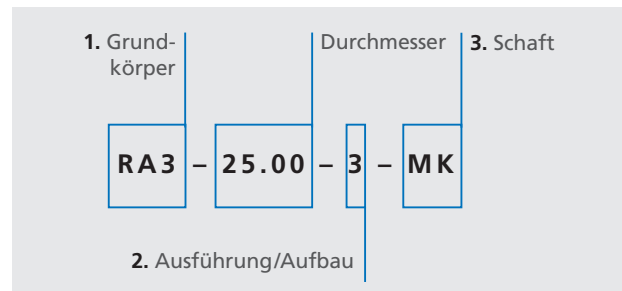 1. Grund-
körper
Durchmesser
3. Schaft
RA3 – 25.00 – 3 – MK
2. Ausführung/Aufbau